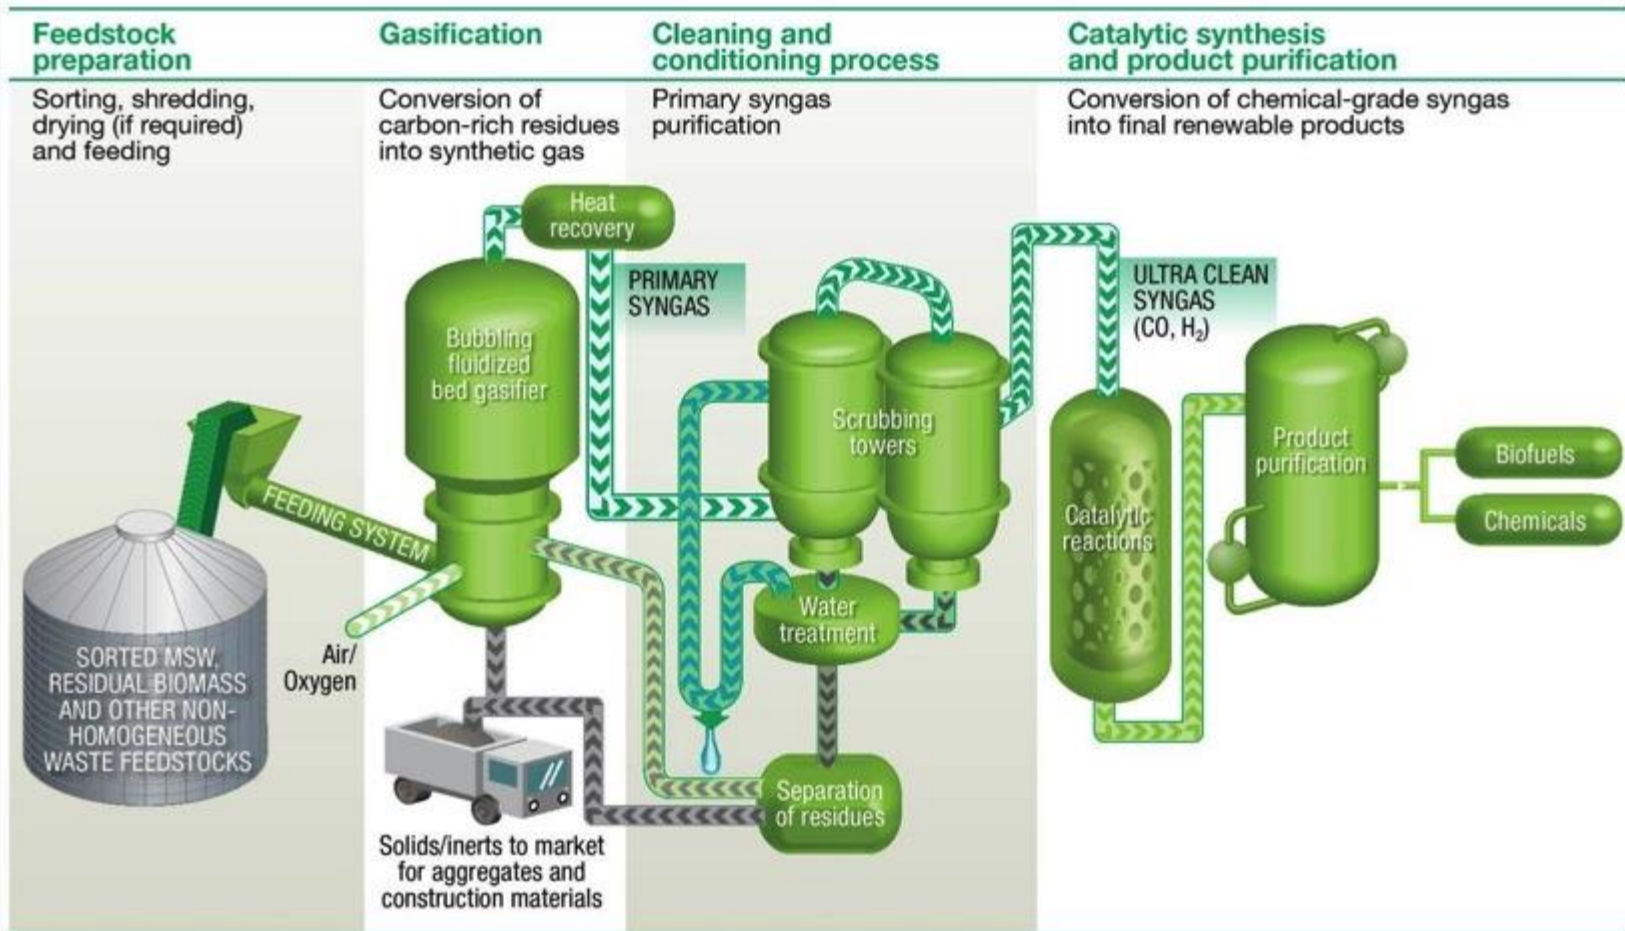 Feedstock
preparation
Gasification
Cleaning and
conditioning process
Catalytic synthesis
and product purification
Sorting, shredding,
drying (if required)
and feeding
Conversion of
carbon-rich residues
into synthetic gas
Primary syngas
purification
Conversion of chemical-grade syngas
into final renewable products
Heat
recovery
PRIMARY
SYNGAS
ULTRA CLEAN
SYNGAS
(CO, H₂)
Bubbling
fluidized
bed gasifier
Scrubbing
towers
Product
purification
Biofuels
Chemicals
FEEDING SYSTEM
Catalytic
reactions
Water
treatment
Air/
Oxygen
SORTED MSW,
RESIDUAL BIOMASS
AND OTHER NON-
HOMOGENEOUS
WASTE FEEDSTOCKS
Separation
of residues
Solids/inerts to market
for aggregates and
construction materials